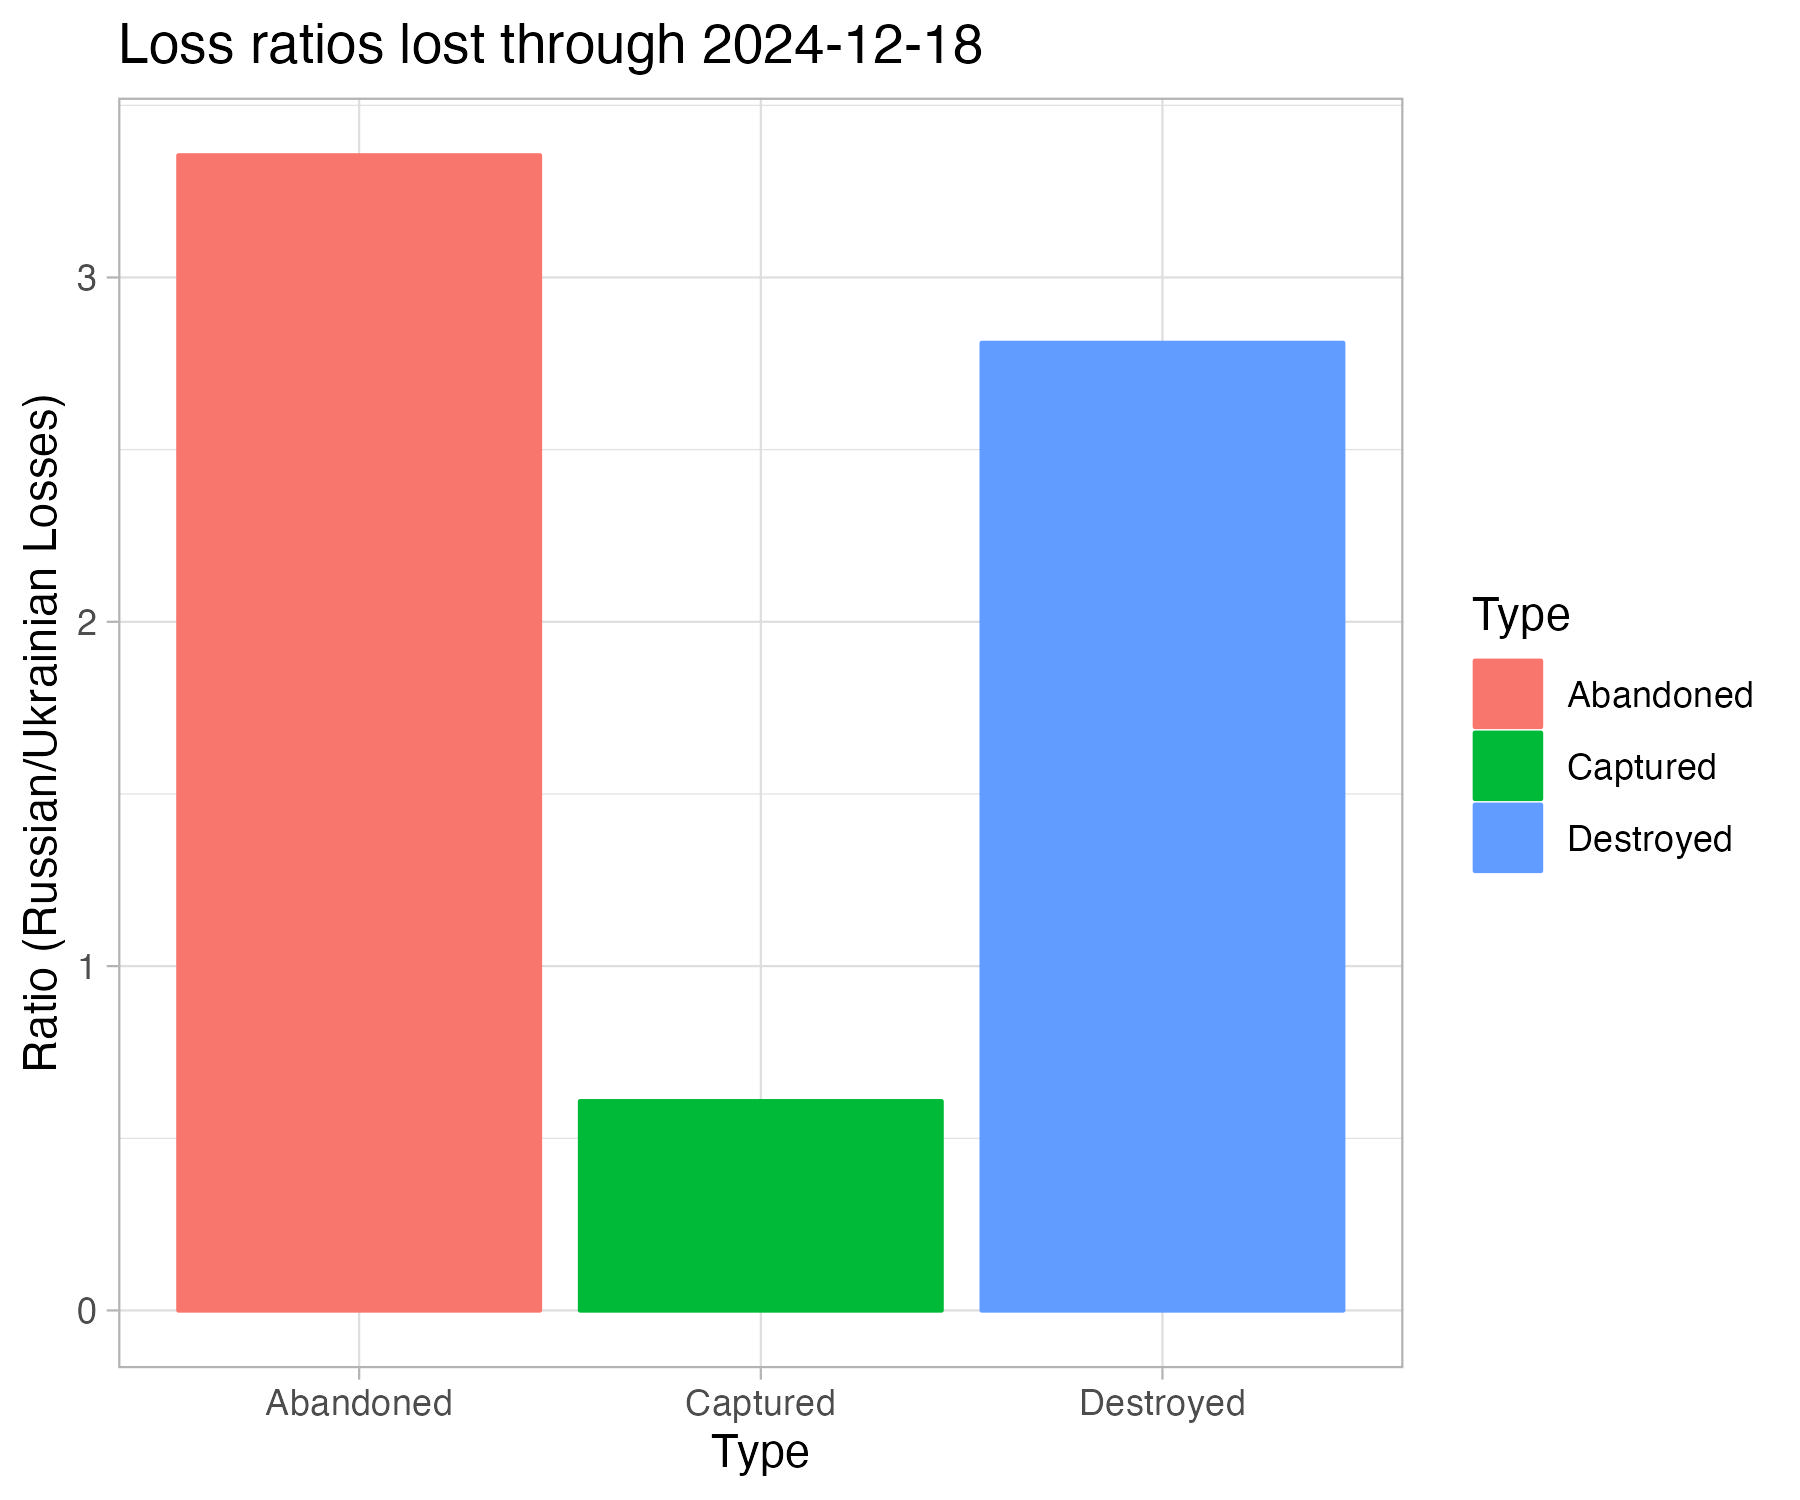 Loss ratios lost through 2024-12-18
Ratio (Russian/Ukrainian Losses)
3
2
1
0
Abandoned
Captured
Destroyed
Type
Type
Abandoned
Captured
Destroyed